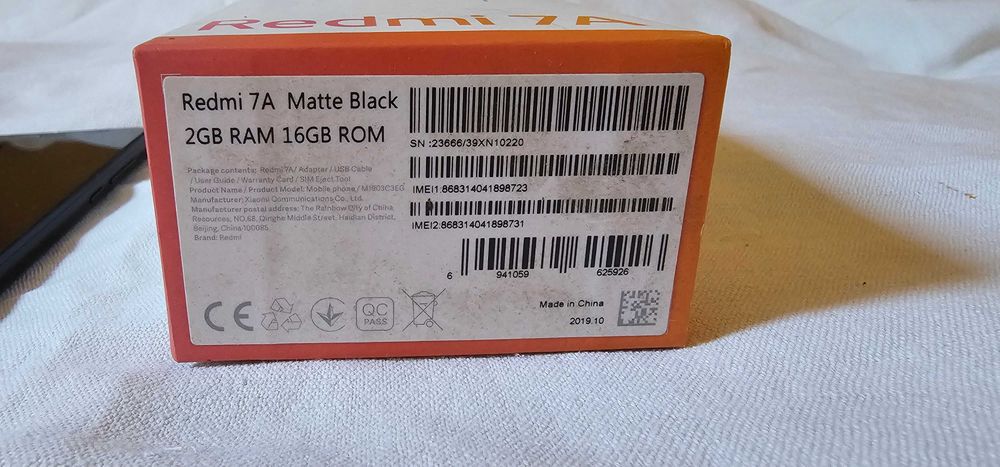 Redmi 7A
Redmi 7A Matte Black
2GB RAM 16GB ROM
Package contents: Redmi 7A/ Adapter / USB Cable
/ User Guide / Warranty Card / SIM Eject Tool
Product Name / Product Model: Mobile phone / M1903C3EG
Manufacturer: Xiaomi Communications Co., Ltd.
Manufacturer postal address: The Rainbow City of China
Resources, NO.68, Qinghe Middle Street, Haidian District,
Beijing, China 100085
Brand: Redmi
SN :23666/39XN10220
IMEI1:868314041898723
IMEI2:868314041898731
6 941059 625926
CE
QC
PASS
Made in China
2019.10